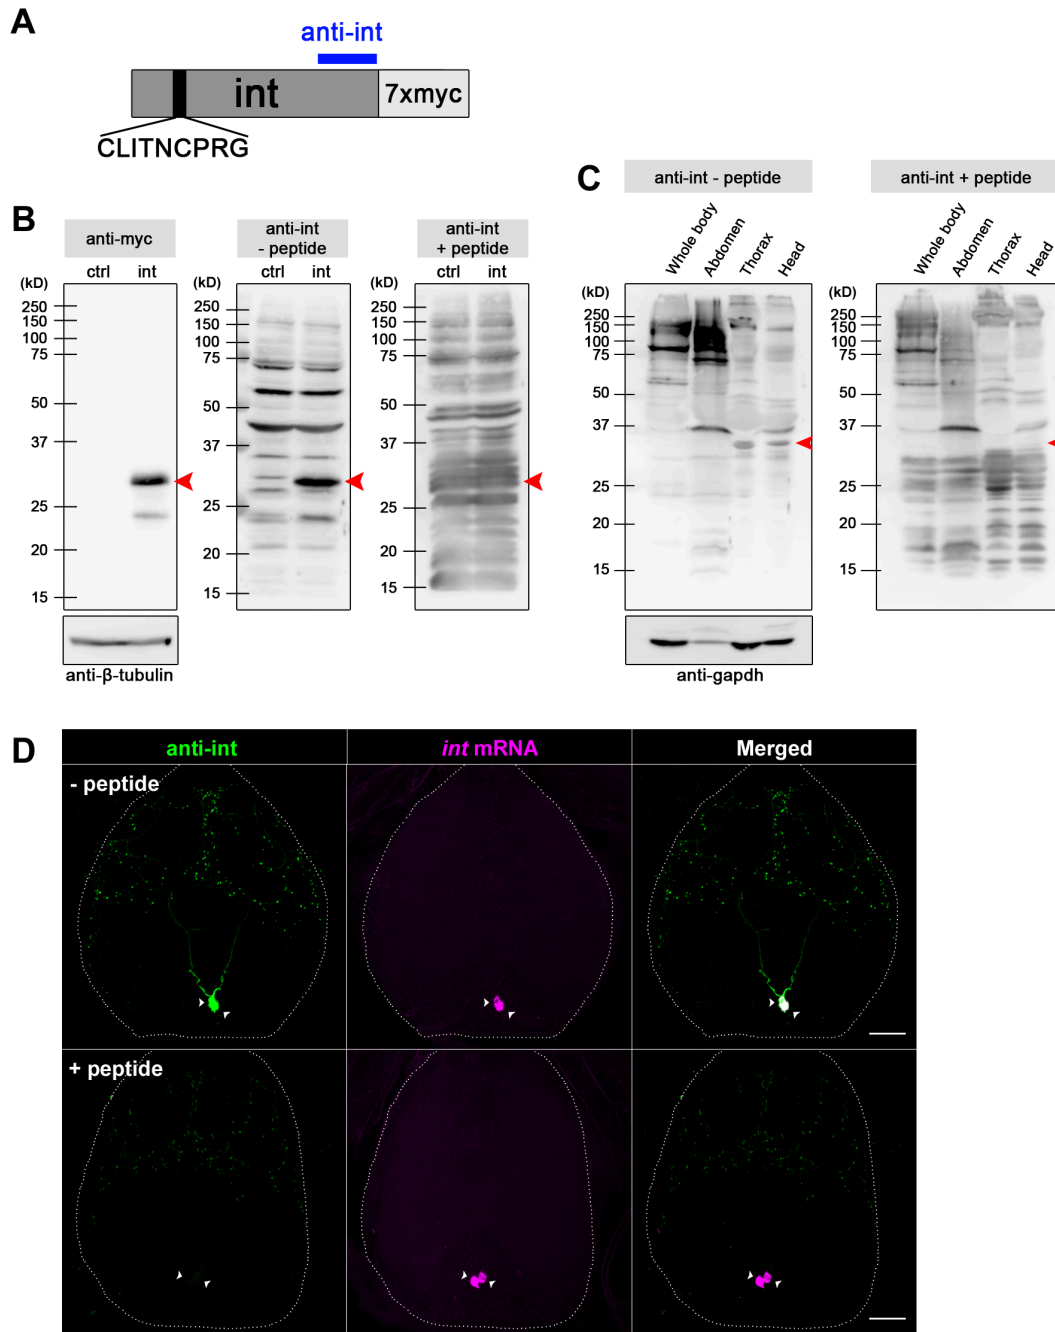 A
anti-int
int
7xmyc
CLITNCPRG
B
anti-myc
ctrl int
(kD)
250
150
100
75
50
37
25
20
15
anti-β-tubulin
anti-int
- peptide
ctrl int
(kD)
250
150
100
75
50
37
25
20
15
anti-int
+ peptide
ctrl int
(kD)
250
150
100
75
50
37
25
20
15
C
anti-int - peptide
Whole body
Abdomen
Thorax
Head
(kD)
250
150
100
75
50
37
25
20
15
anti-gapdh
anti-int + peptide
Whole body
Abdomen
Thorax
Head
(kD)
250
150
100
75
50
37
25
20
15
D
anti-int
int mRNA
Merged
- peptide
+ peptide